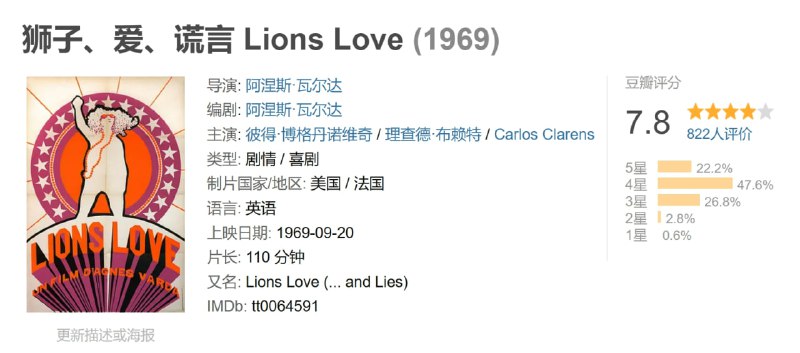 狮子、爱、谎言 Lions Love (1969)
LIONS LOVE
UN FILM D'AGNES VARDA
更新描述或海报
导演: 阿涅斯·瓦尔达
编剧: 阿涅斯·瓦尔达
主演: 彼得·博格丹诺维奇 / 理查德·布赖特 / Carlos Clarens
类型: 剧情 / 喜剧
制片国家/地区: 美国 / 法国
语言: 英语
上映日期: 1969-09-20
片长: 110 分钟
又名: Lions Love (... and Lies)
IMDb: tt0064591
豆瓣评分
7.8
822人评价
5星 22.2%
4星 47.6%
3星 26.8%
2星 2.8%
1星 0.6%